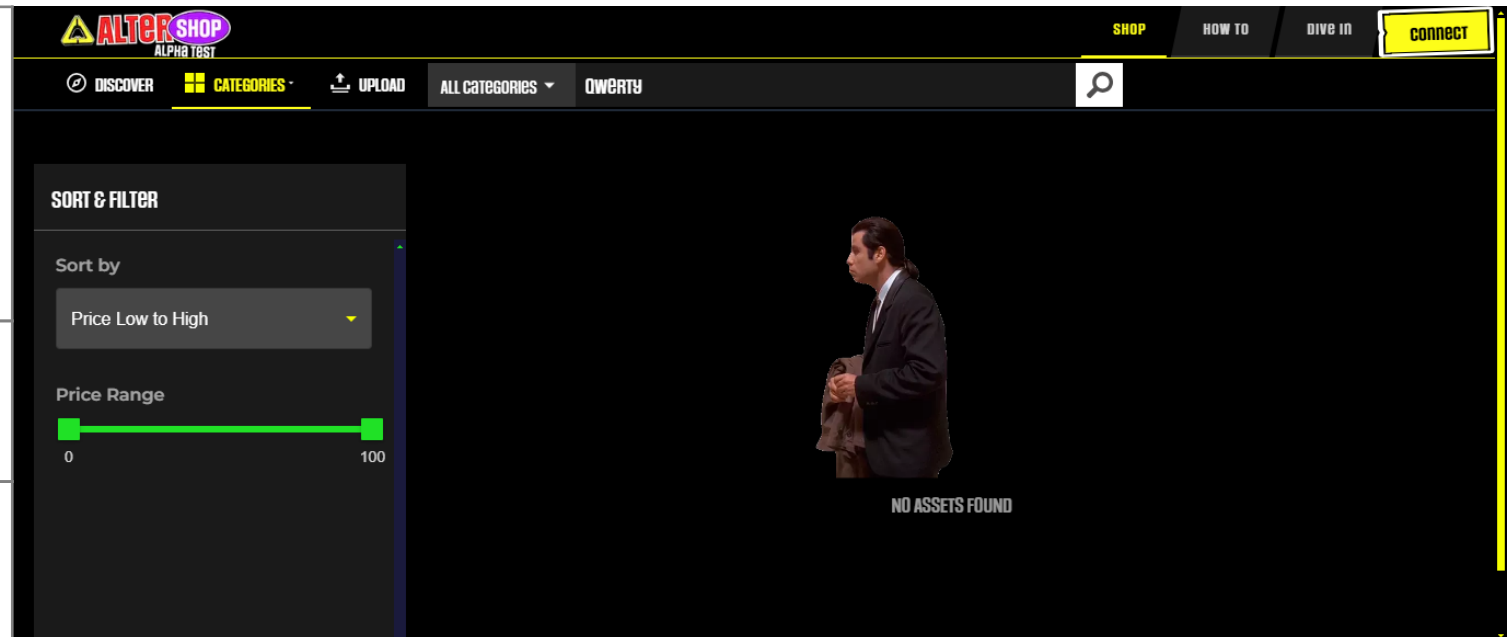 ALTER SHOP
ALPHA TEST
SHOP
HOW TO
DIVE IN
CONNECT
DISCOVER
CATEGORIES
UPLOAD
ALL CATEGORIES
QWERTY
SORT & FILTER
Sort by
Price Low to High
Price Range
0
100
NO ASSETS FOUND